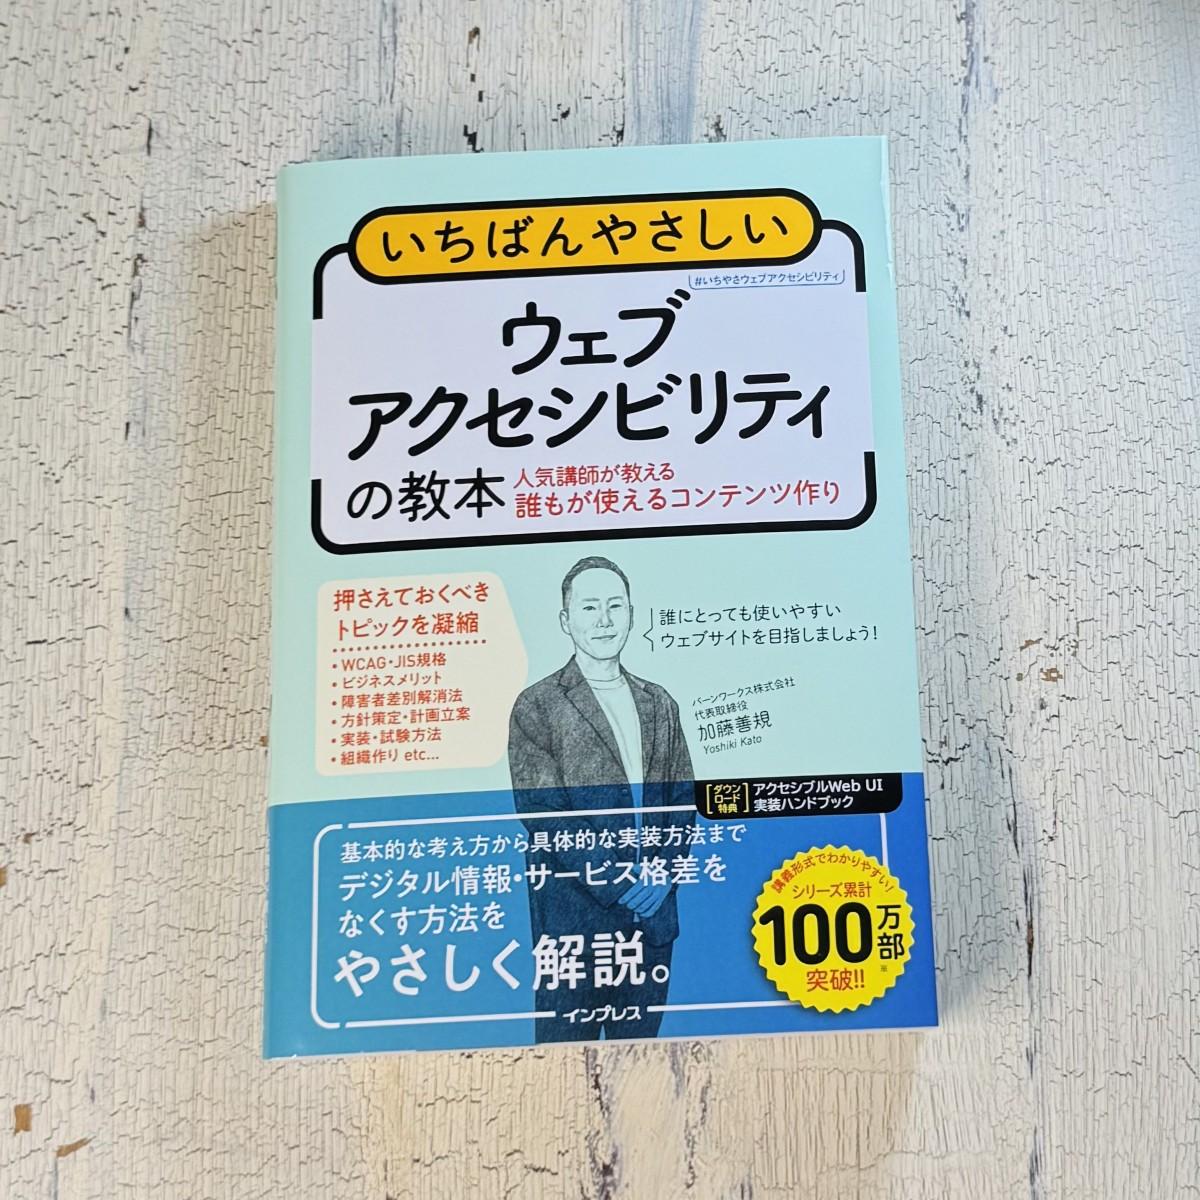 いちばんやさしい
#いちやさウェブアクセシビリティ
ウェブ
アクセシビリティ
の教本
人気講師が教える
誰もが使えるコンテンツ作り
押さえておくべき
トピックを凝縮
・WCAG・JIS規格
・ビジネスメリット
・障害者差別解消法
・方針策定・計画立案
・実装・試験方法
・組織作り etc...
誰にとっても使いやすい
ウェブサイトを目指しましょう!
バーンワークス株式会社
代表取締役
加藤善規
Yoshiki Kato
[ダウンロード特典]
アクセシブルWeb UI
実装ハンドブック
基本的な考え方から具体的な実装方法まで
デジタル情報・サービス格差を
なくす方法を
やさしく解説。
講義形式でわかりやすい!
シリーズ累計
100万部※
突破!!
インプレス